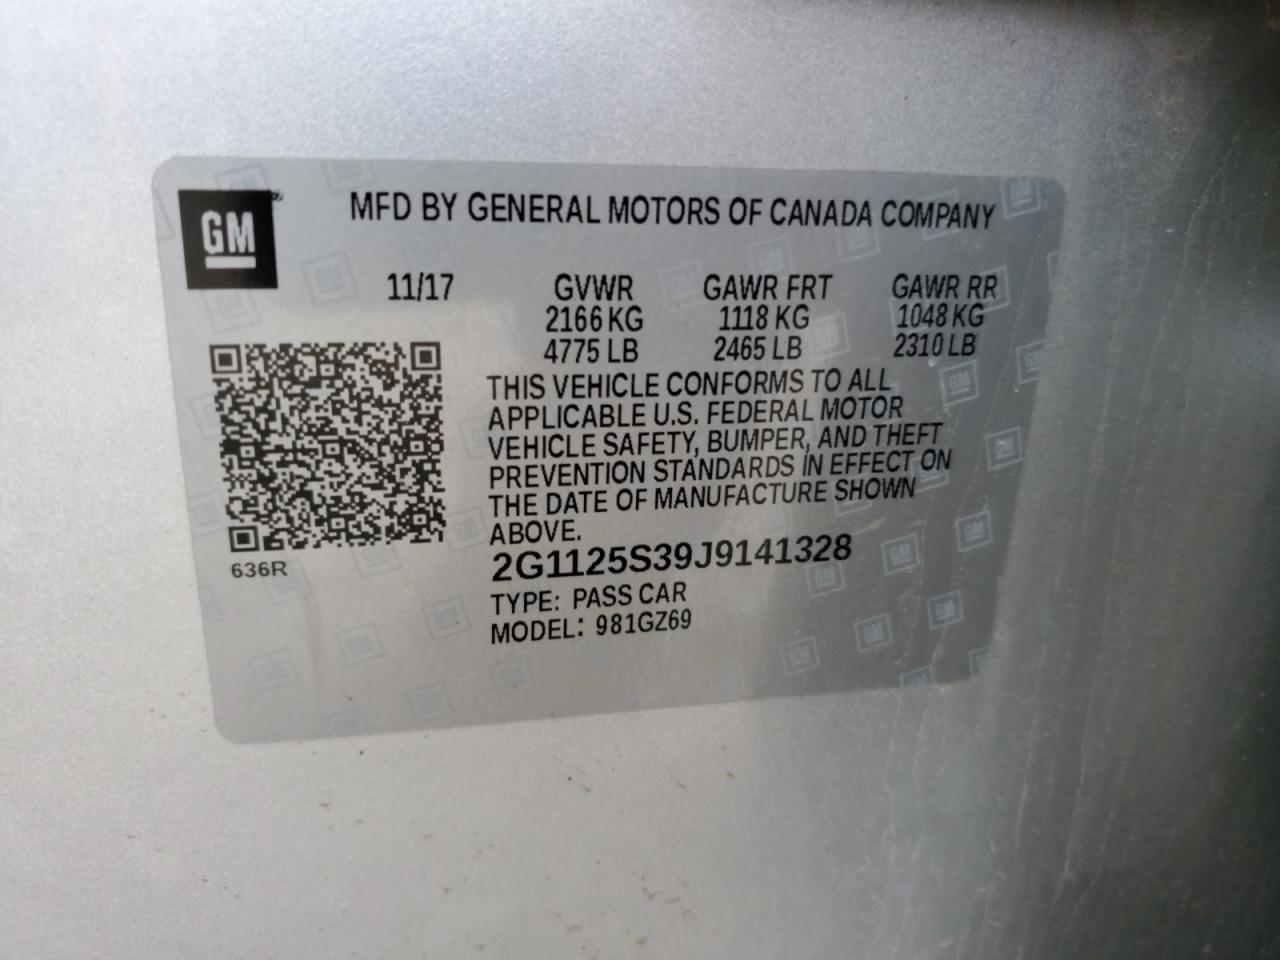 GM
MFD BY GENERAL MOTORS OF CANADA COMPANY
11/17 GVWR GAWR FRT GAWR RR
2166 KG 1118 KG 1048 KG
4775 LB 2465 LB 2310 LB
THIS VEHICLE CONFORMS TO ALL
APPLICABLE U.S. FEDERAL MOTOR
VEHICLE SAFETY, BUMPER, AND THEFT
PREVENTION STANDARDS IN EFFECT ON
THE DATE OF MANUFACTURE SHOWN
ABOVE.
2G1125S39J9141328
636R
TYPE: PASS CAR
MODEL: 981GZ69